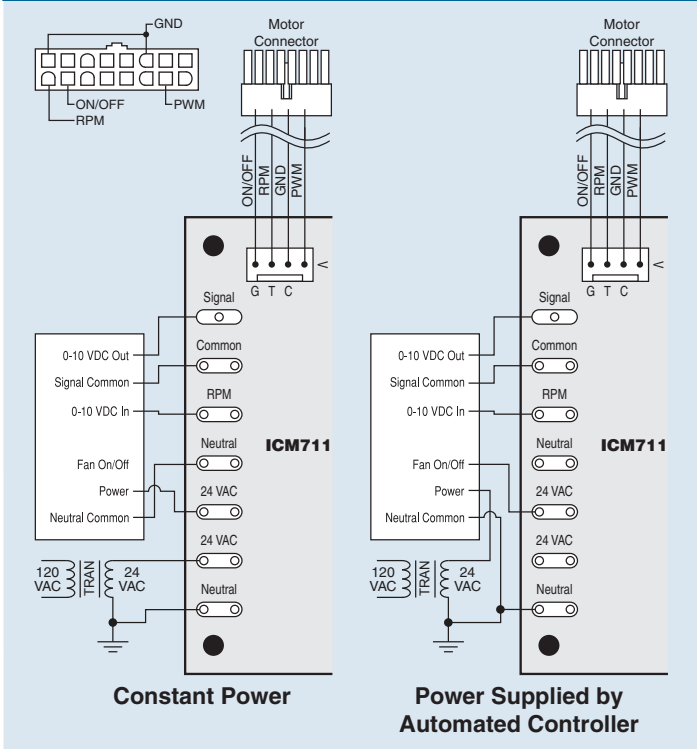 GND
ON/OFF
PWM
RPM
Motor
Connector
ON/OFF
RPM
GND
PWM
V
G T C
Signal
Common
RPM
Neutral
24 VAC
24 VAC
Neutral
ICM711
0-10 VDC Out
Signal Common
0-10 VDC In
Fan On/Off
Power
Neutral Common
120
VAC
TRAN
24
VAC
Constant Power
Motor
Connector
ON/OFF
RPM
GND
PWM
V
G T C
Signal
Common
RPM
Neutral
24 VAC
24 VAC
Neutral
ICM711
0-10 VDC Out
Signal Common
0-10 VDC In
Fan On/Off
Power
Neutral Common
120
VAC
TRAN
24
VAC
Power Supplied by
Automated Controller